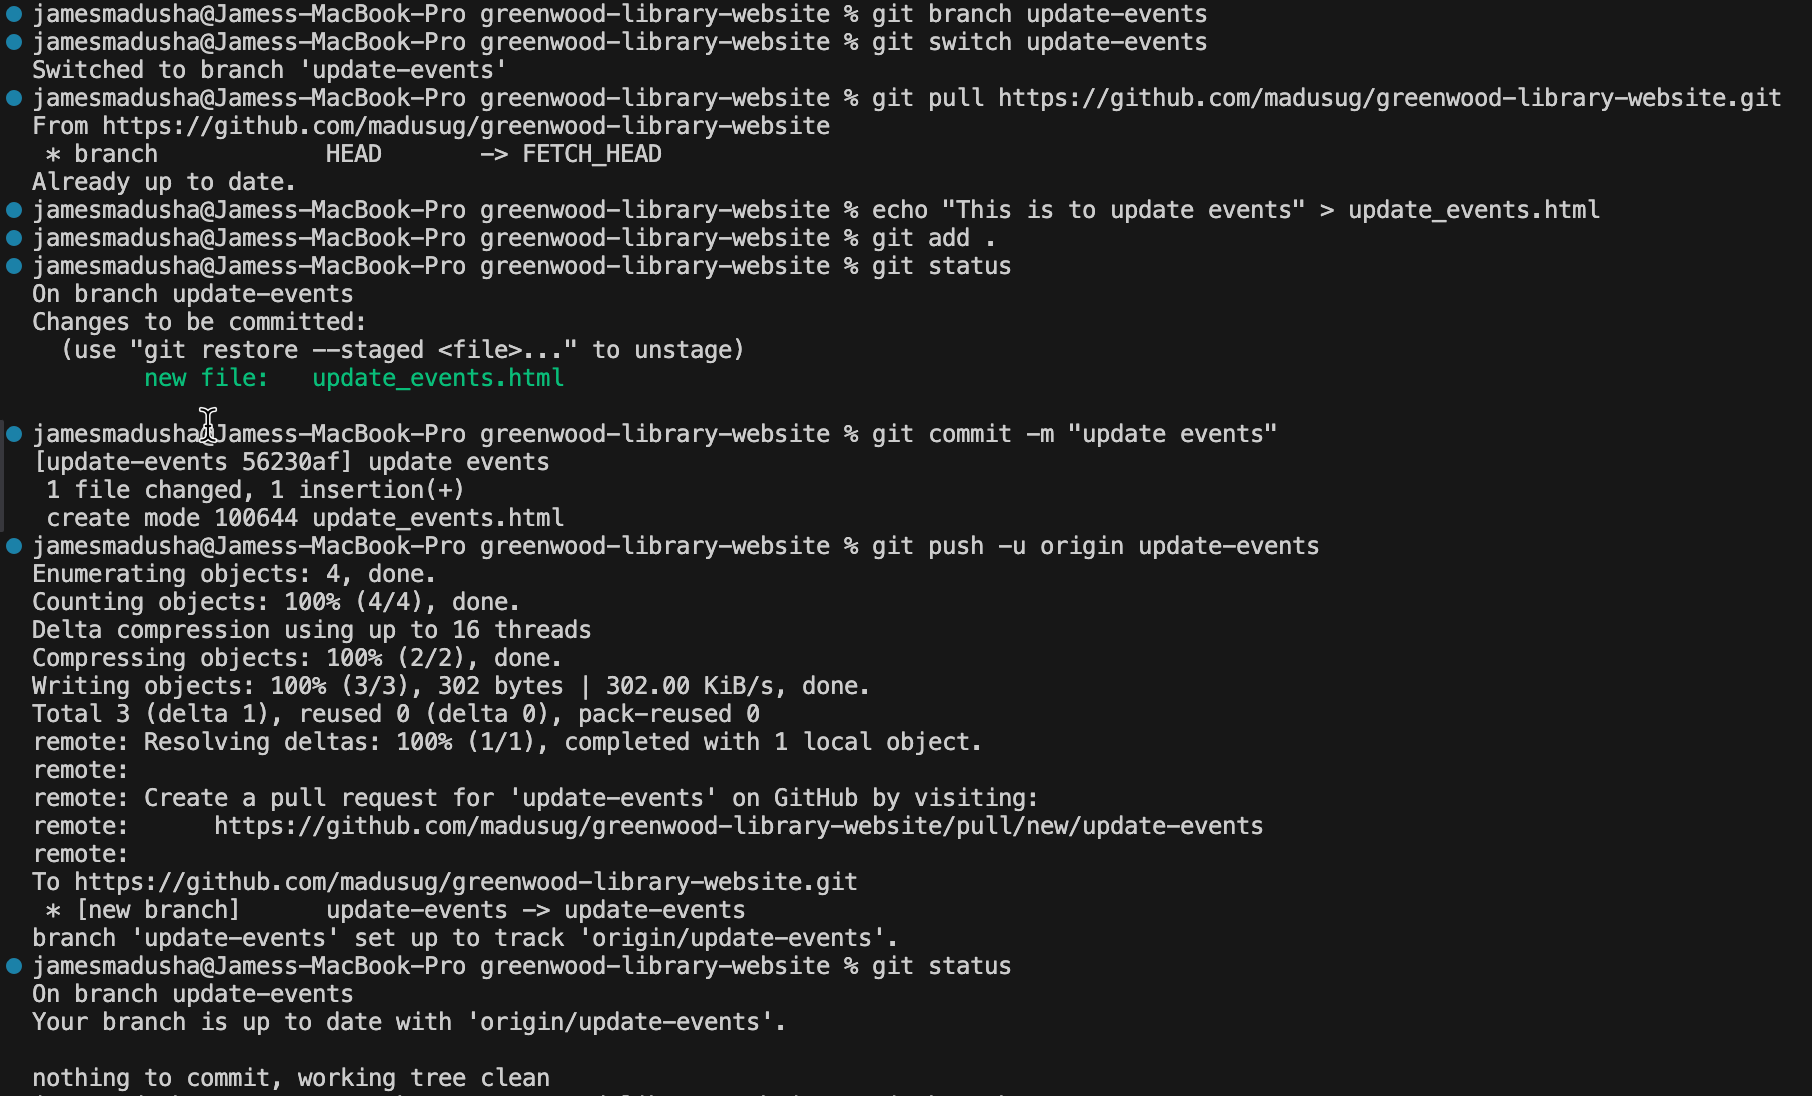 jamesmadusha@Jamess-MacBook-Pro greenwood-library-website % git branch update-events
jamesmadusha@Jamess-MacBook-Pro greenwood-library-website % git switch update-events
Switched to branch 'update-events'
jamesmadusha@Jamess-MacBook-Pro greenwood-library-website % git pull https://github.com/madusug/greenwood-library-website.git
From https://github.com/madusug/greenwood-library-website
 * branch            HEAD       -> FETCH_HEAD
Already up to date.
jamesmadusha@Jamess-MacBook-Pro greenwood-library-website % echo "This is to update events" > update_events.html
jamesmadusha@Jamess-MacBook-Pro greenwood-library-website % git add .
jamesmadusha@Jamess-MacBook-Pro greenwood-library-website % git status
On branch update-events
Changes to be committed:
  (use "git restore --staged <file>..." to unstage)
        new file:   update_events.html
jamesmadusha@Jamess-MacBook-Pro greenwood-library-website % git commit -m "update events"
[update-events 56230af] update events
 1 file changed, 1 insertion(+)
 create mode 100644 update_events.html
jamesmadusha@Jamess-MacBook-Pro greenwood-library-website % git push -u origin update-events
Enumerating objects: 4, done.
Counting objects: 100% (4/4), done.
Delta compression using up to 16 threads
Compressing objects: 100% (2/2), done.
Writing objects: 100% (3/3), 302 bytes | 302.00 KiB/s, done.
Total 3 (delta 1), reused 0 (delta 0), pack-reused 0
remote: Resolving deltas: 100% (1/1), completed with 1 local object.
remote:
remote: Create a pull request for 'update-events' on GitHub by visiting:
remote:      https://github.com/madusug/greenwood-library-website/pull/new/update-events
remote:
To https://github.com/madusug/greenwood-library-website.git
 * [new branch]      update-events -> update-events
branch 'update-events' set up to track 'origin/update-events'.
jamesmadusha@Jamess-MacBook-Pro greenwood-library-website % git status
On branch update-events
Your branch is up to date with 'origin/update-events'.
nothing to commit, working tree clean